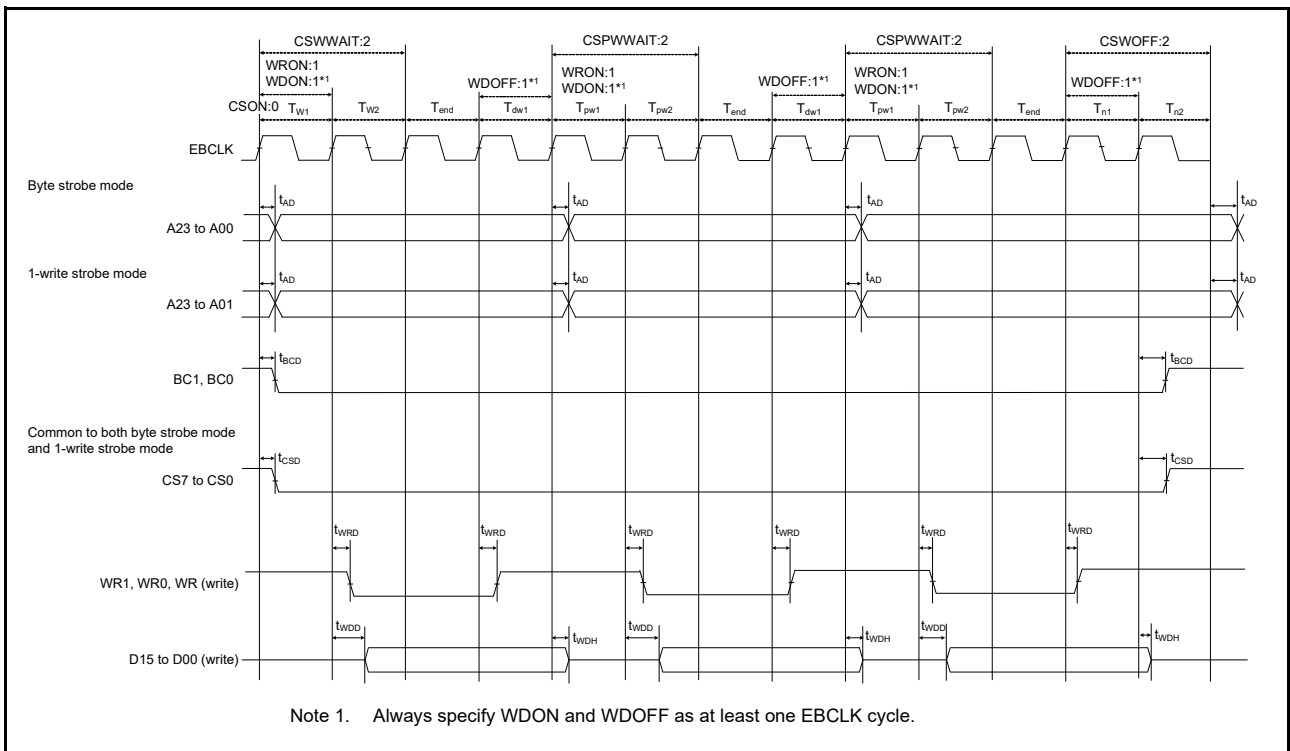 CSWWAIT:2 CSPWWAIT:2 CSPWWAIT:2 CSWOFF:2
WRON:1 WRON:1 WRON:1
WDON:1*1 WDOFF:1*1 WDON:1*1 WDOFF:1*1 WDON:1*1 WDOFF:1*1
CSON:0 TW1 TW2 Tend Tdw1 Tpw1 Tpw2 Tend Tdw1 Tpw1 Tpw2 Tend Tn1 Tn2
EBCLK
Byte strobe mode
tAD tAD tAD tAD
A23 to A00
1-write strobe mode
tAD tAD tAD tAD
A23 to A01
tBCD tBCD
BC1, BC0
Common to both byte strobe mode
and 1-write strobe mode
tCSD tCSD
CS7 to CS0
tWRD tWRD tWRD tWRD tWRD tWRD
WR1, WR0, WR (write)
tWDD tWDH tWDD tWDH tWDD tWDH
D15 to D00 (write)
Note 1. Always specify WDON and WDOFF as at least one EBCLK cycle.